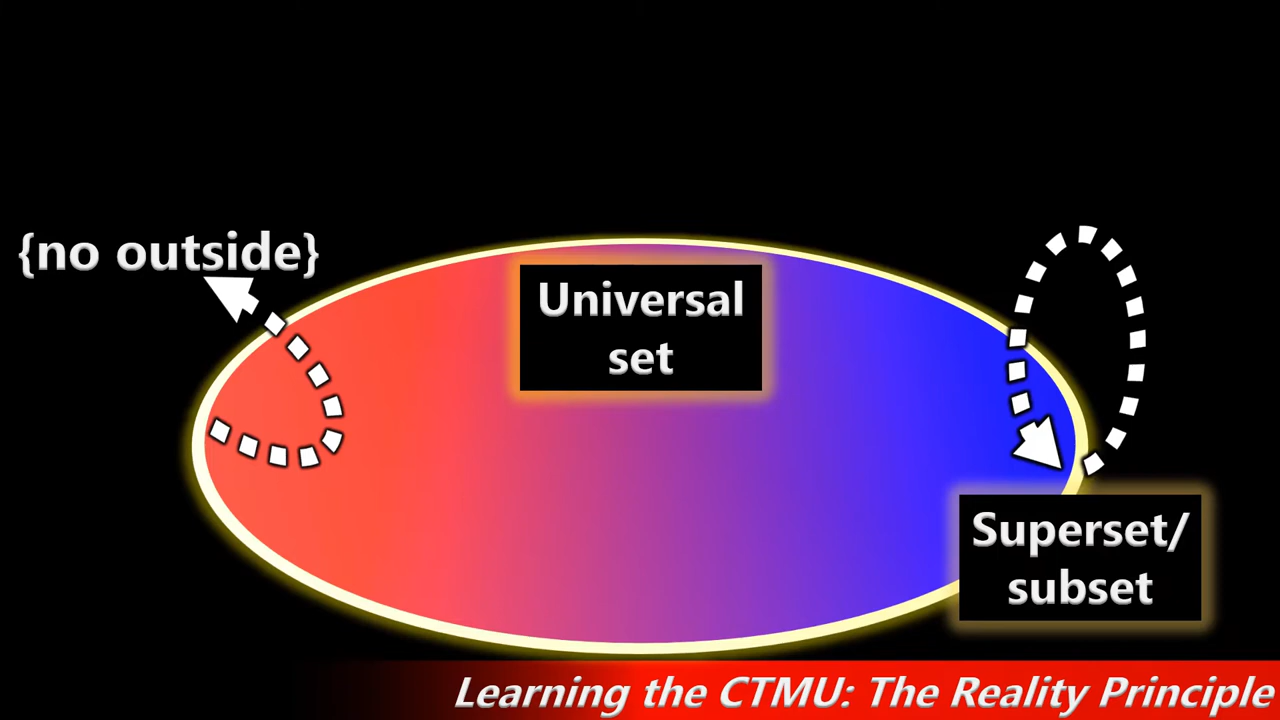 {no outside}
Universal
set
Superset/
subset
Learning the CTMU: The Reality Principle